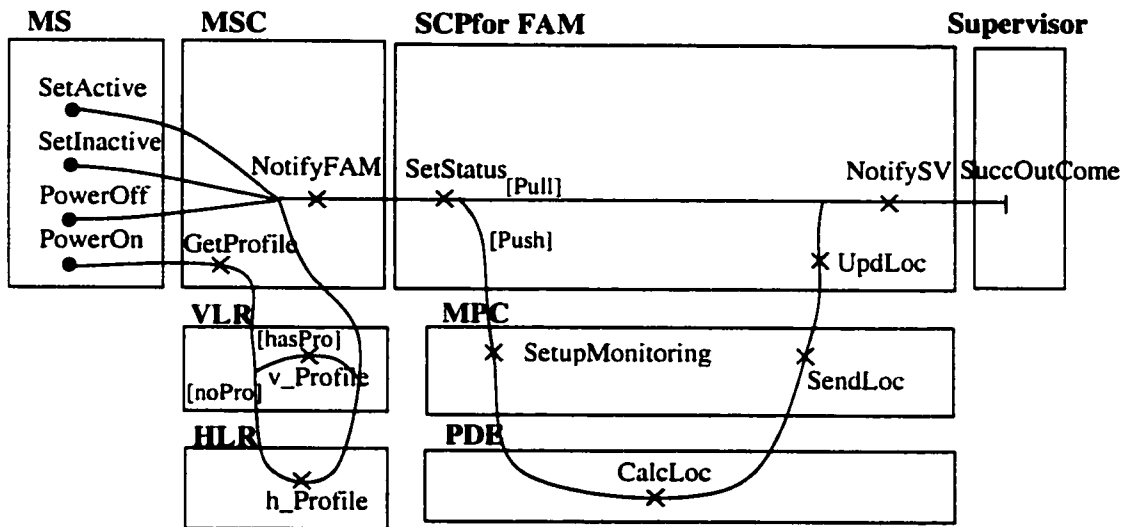 MS
MSC
SCPfor FAM
Supervisor
SetActive
SetInactive
NotifyFAM
SetStatus
[Pull]
NotifySV
SuccOutCome
PowerOff
PowerOn
GetProfile
[Push]
UpdLoc
VLR
MPC
[hasPro]
SetupMonitoring
v_Profile
SendLoc
[noPro]
HLR
PDE
CalcLoc
h_Profile